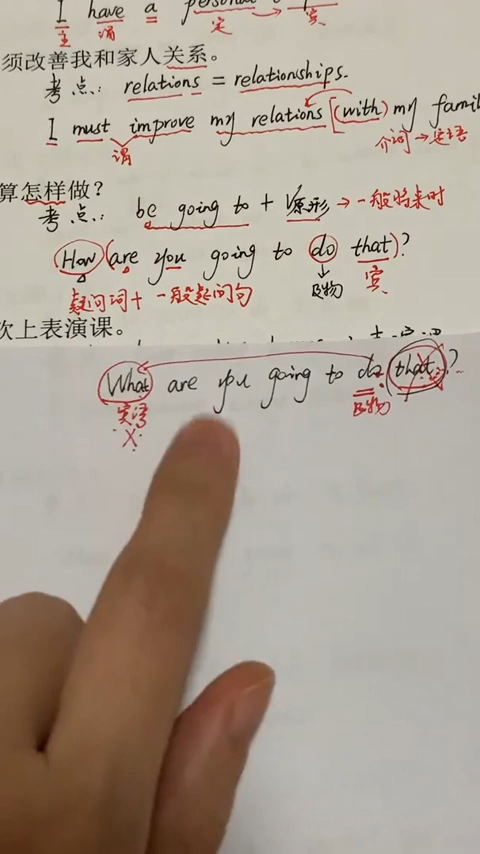 I have a personal
主 谓 定 宾
须改善我和家人关系。
考点: relations = relationships.
I must improve my relations (with) my famil
谓 介词→定语
算怎样做?
考点: be going to + V原形 → 一般将来时
How (are you going to do that)?
疑问词+一般疑问句 及物 宾
欢上表演课。
What are you going to do (that)?
宾语 及物